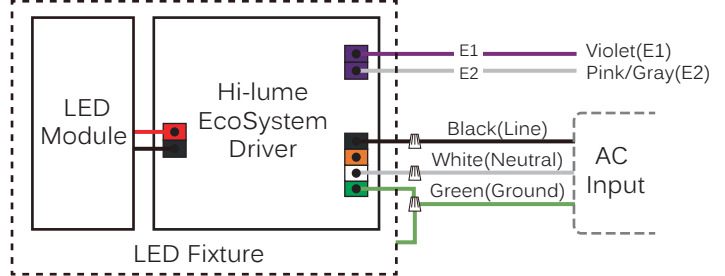 LED
Module
Hi-lume
EcoSystem
Driver
E1
Violet(E1)
E2
Pink/Gray(E2)
Black(Line)
White(Neutral)
Green(Ground)
AC
Input
LED Fixture